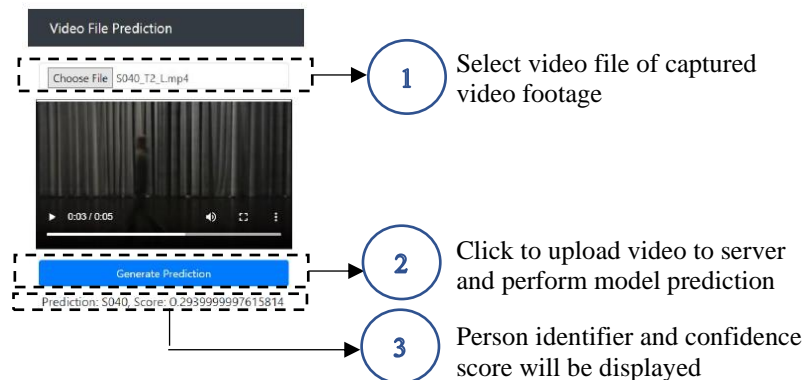 Video File Prediction
Choose File S040_T2_L.mp4
1
Select video file of captured
video footage
0:03 / 0:05
Generate Prediction
2
Click to upload video to server
and perform model prediction
Prediction: S040, Score: 0.2939999997615814
3
Person identifier and confidence
score will be displayed